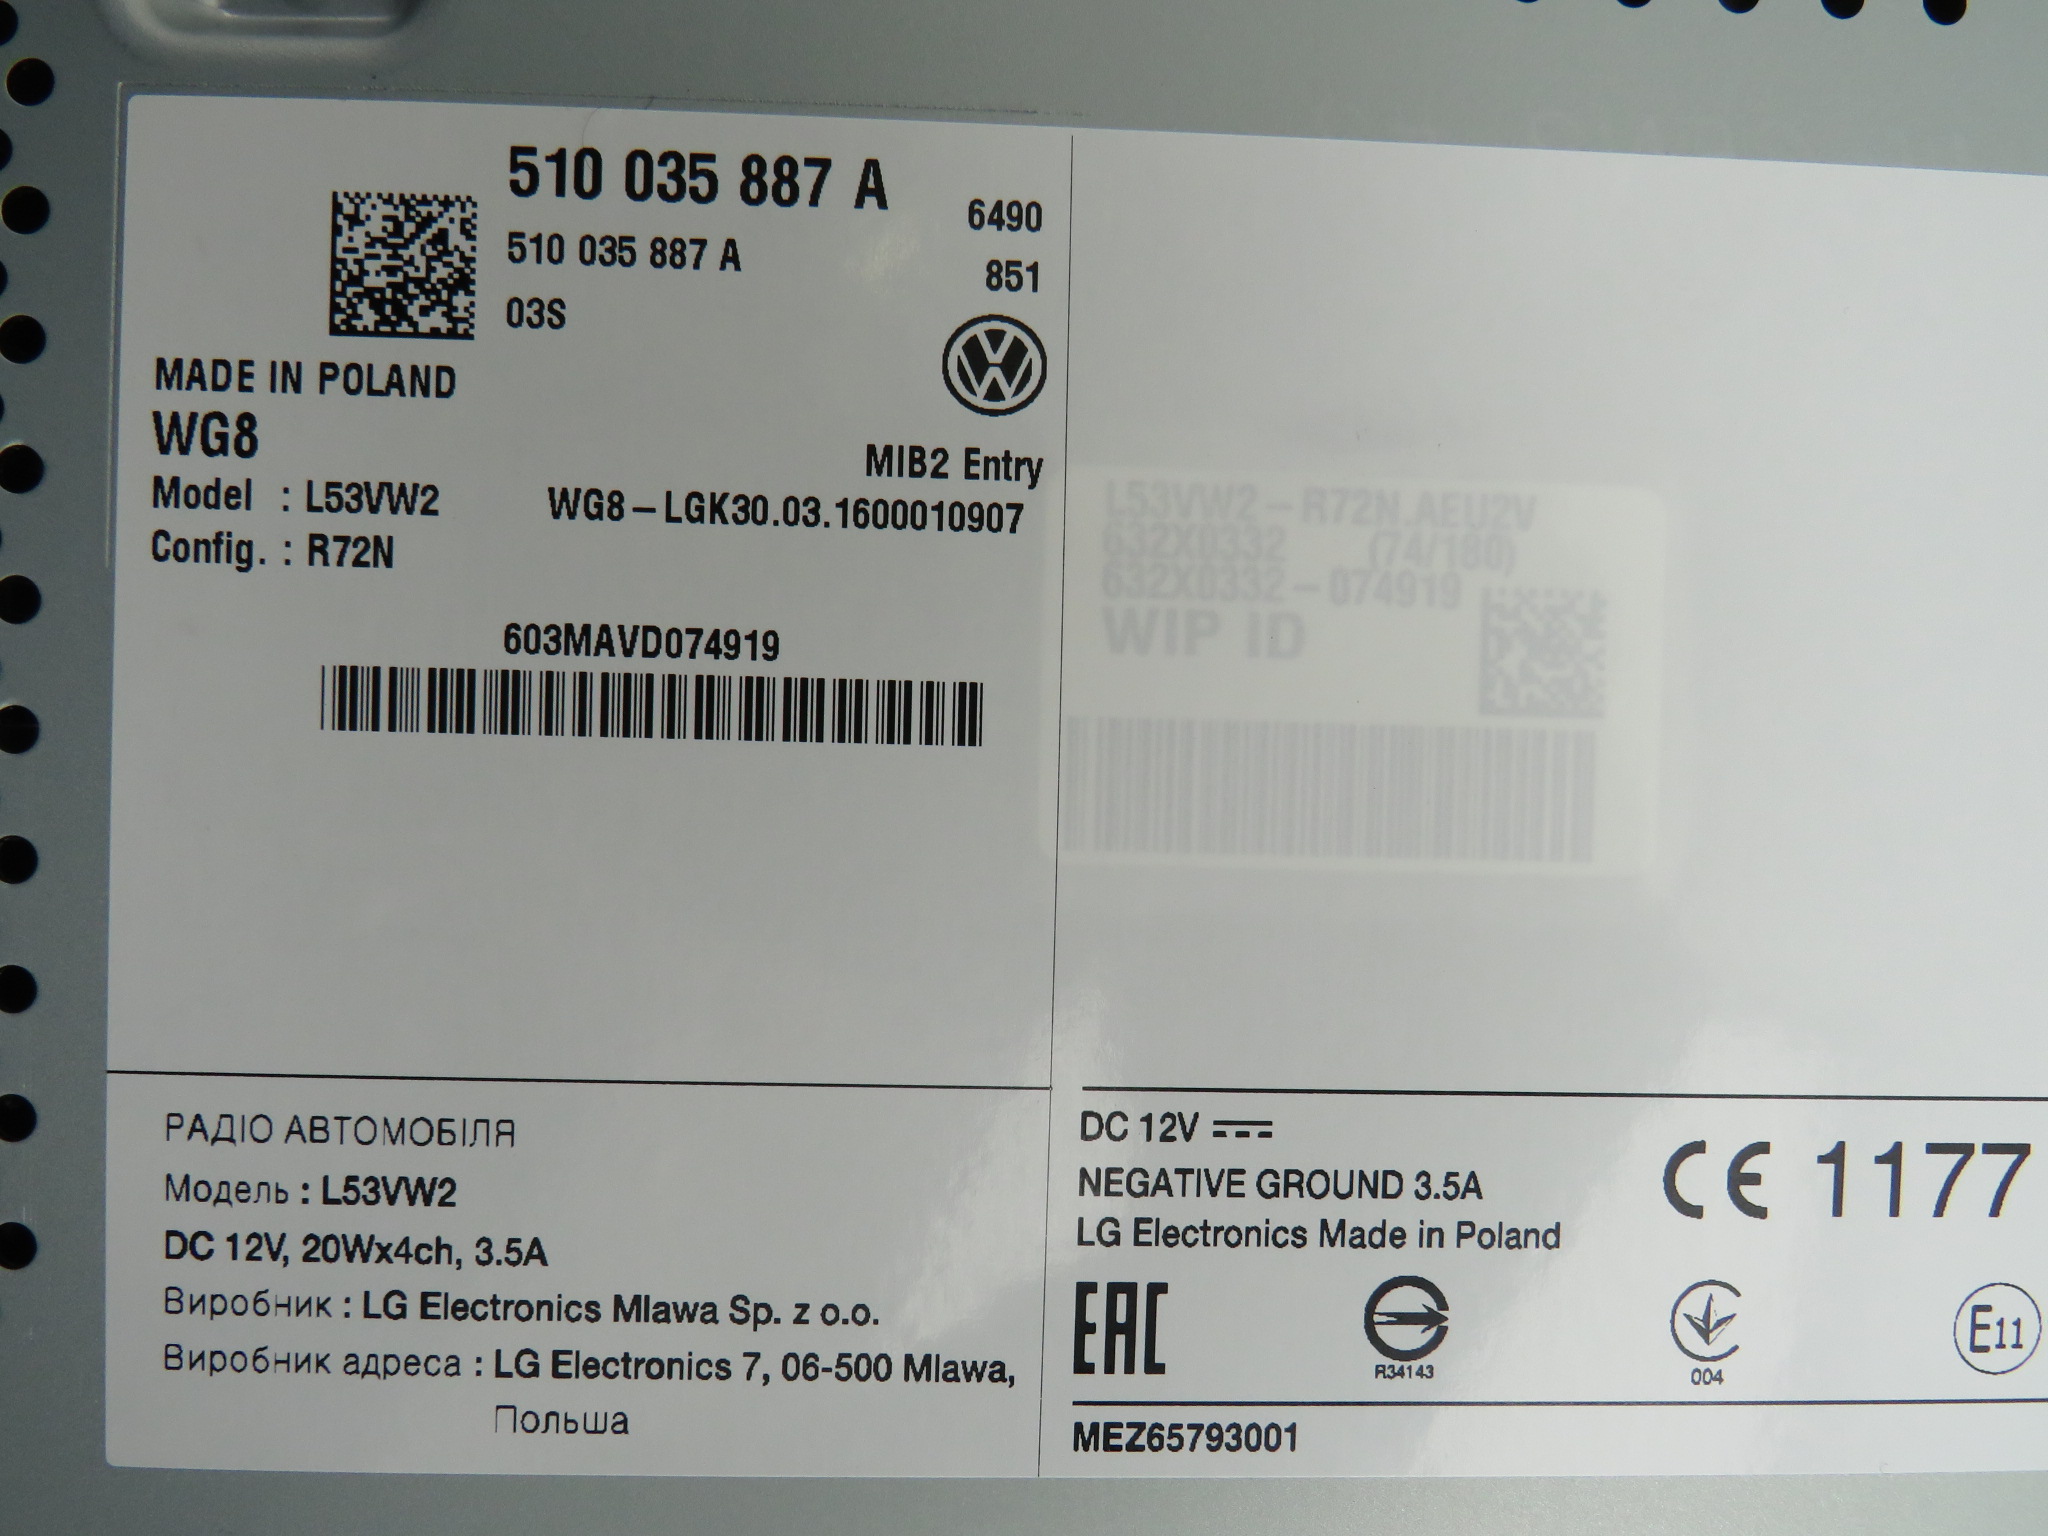 510 035 887 A
6490
510 035 887 A
851
03S
MADE IN POLAND
WG8
MIB2 Entry
Model : L53VW2
WG8-LGK30.03.1600010907
Config. : R72N
603MAVD074919
L53VW2-R72N.AEU2V
632X0332 (74/180)
632X0332-074919
WIP ID
РАДІО АВТОМОБІЛЯ
Модель : L53VW2
DC 12V, 20Wx4ch, 3.5A
Виробник : LG Electronics Mlawa Sp. z o.o.
Виробник адреса : LG Electronics 7, 06-500 Mlawa,
Польша
DC 12V
NEGATIVE GROUND 3.5A
LG Electronics Made in Poland
CE 1177
EAC
R34143
004
E11
MEZ65793001